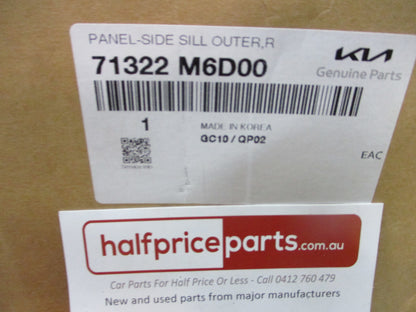 PANEL-SIDE SILL OUTER,R
71322 M6D00
KIA
Genuine Parts
1
MADE IN KOREA
GC10 / QP02
EAC
halfpriceparts.com.au
Car Parts For Half Price Or Less - Call 0412 760 479
New and used parts from major manufacturers